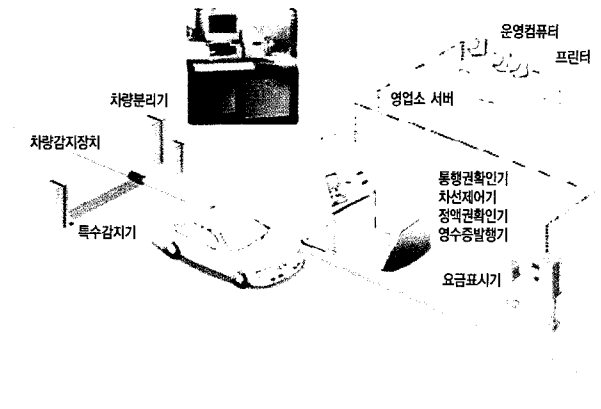 운영컴퓨터
프린터
영업소 서버
차량분리기
차량감지장치
통행권확인기
차선제어기
정액권확인기
영수증발행기
특수감지기
요금표시기